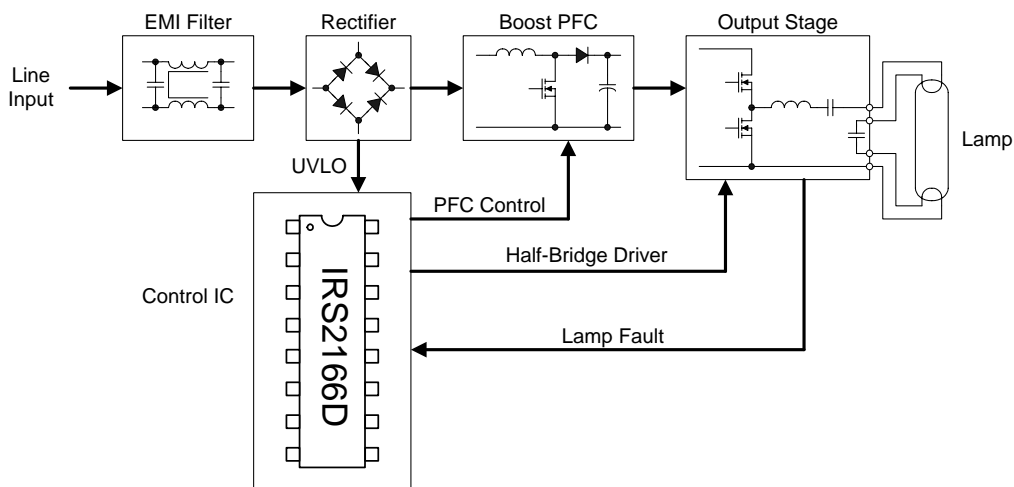 EMI Filter
Rectifier
Boost PFC
Output Stage
Line
Input
Lamp
UVLO
PFC Control
Half-Bridge Driver
Control IC
IRS2166D
Lamp Fault